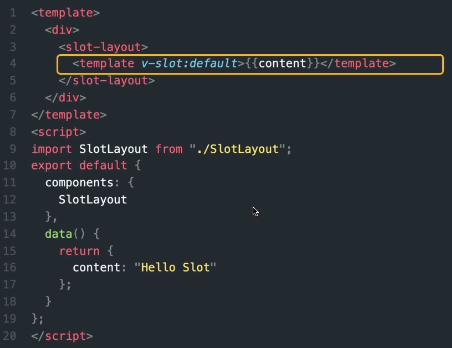 1 <template>
2 <div>
3 <slot-layout>
4 <template v-slot:default>{{content}}</template>
5 </slot-layout>
6 </div>
7 </template>
8 <script>
9 import SlotLayout from "./SlotLayout";
10 export default {
11 components: {
12 SlotLayout
13 },
14 data() {
15 return {
16 content: "Hello Slot"
17 };
18 }
19 };
20 </script>